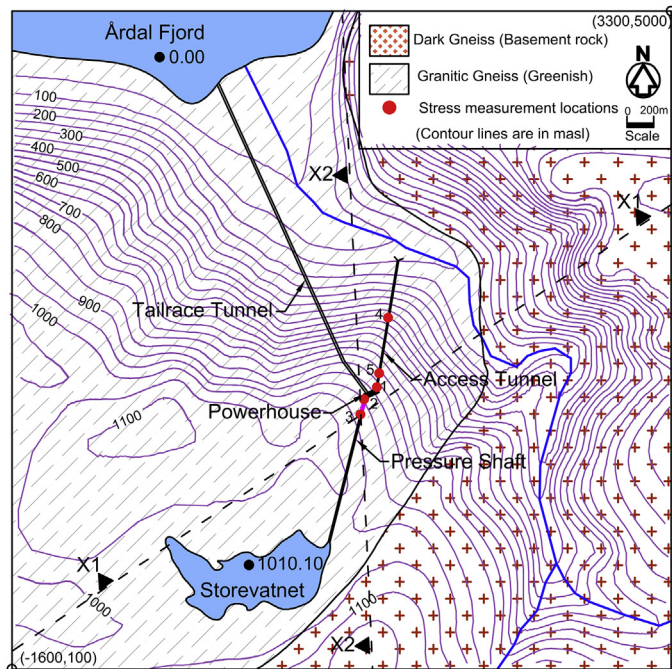 (3300,5000)
Årdal Fjord
0.00
Dark Gneiss (Basement rock)
Granitic Gneiss (Greenish)
Stress measurement locations
(Contour lines are in masl)
N
0 200m
Scale
100
200
300
400
500
600
700
800
900
1000
1100
X2
X1
Tailrace Tunnel
4
5
1
Access Tunnel
Powerhouse
2
3
Pressure Shaft
X1
1000
1010.10
Storevatnet
1100
X2
(-1600,100)